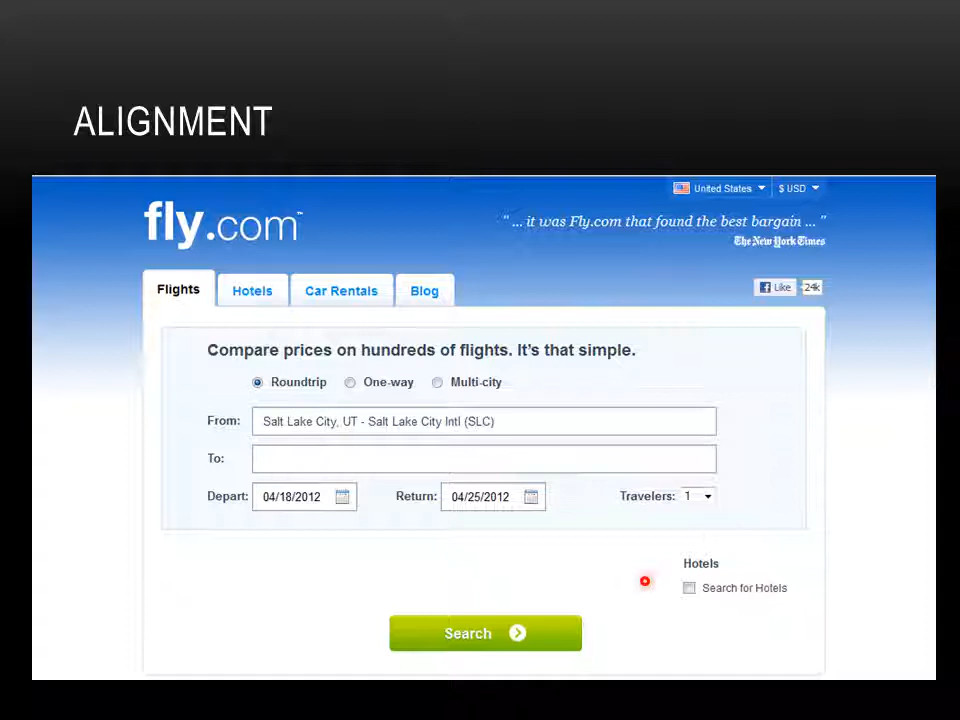 ALIGNMENT
United States $ USD
fly.com™
" ... it was Fly.com that found the best bargain ... "
The New York Times
Flights Hotels Car Rentals Blog
Like 24k
Compare prices on hundreds of flights. It's that simple.
Roundtrip One-way Multi-city
From: Salt Lake City, UT - Salt Lake City Intl (SLC)
To:
Depart: 04/18/2012 Return: 04/25/2012 Travelers: 1
Hotels
Search for Hotels
Search